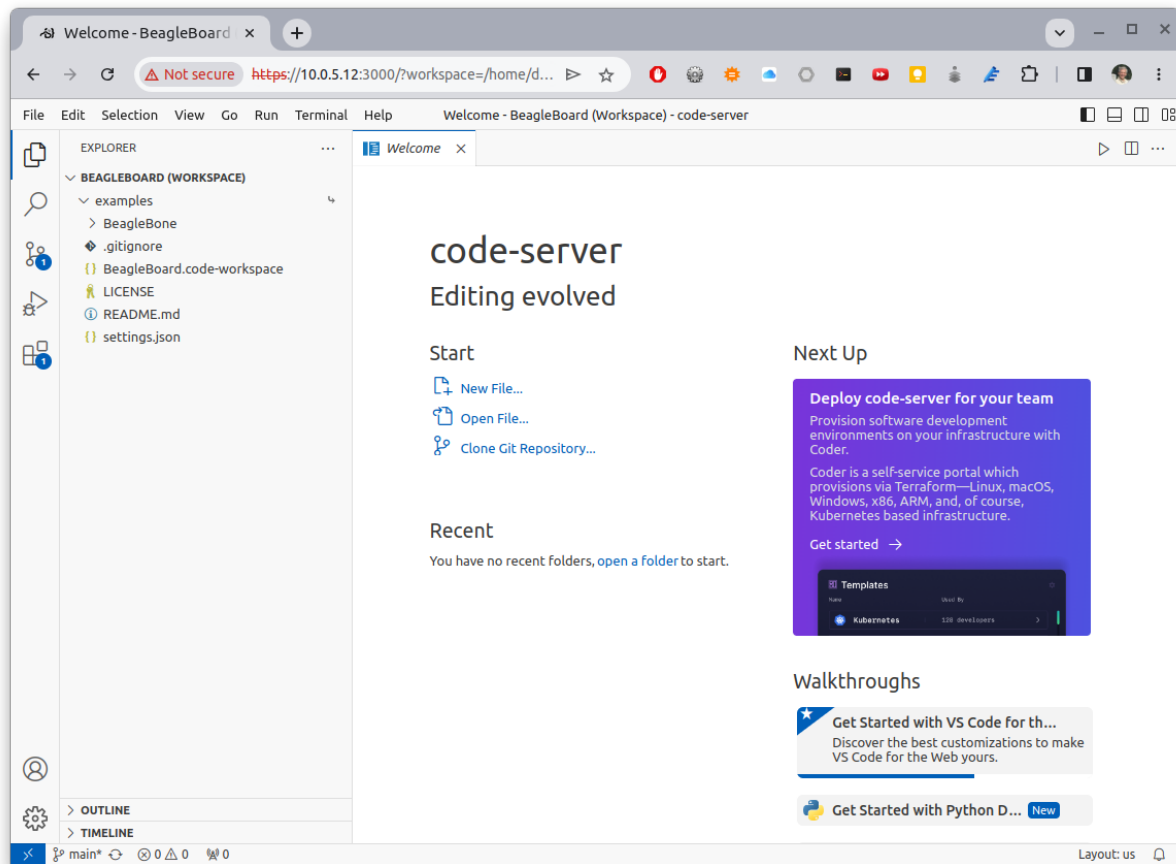 Welcome - BeagleBoard
Not secure https://10.0.5.12:3000/?workspace=/home/d...
File Edit Selection View Go Run Terminal Help Welcome - BeagleBoard (Workspace) - code-server
EXPLORER
BEAGLEBOARD (WORKSPACE)
examples
BeagleBone
.gitignore
BeagleBoard.code-workspace
LICENSE
README.md
settings.json
1
1
OUTLINE
TIMELINE
Welcome
code-server
Editing evolved
Start
New File...
Open File...
Clone Git Repository...
Recent
You have no recent folders, open a folder to start.
Next Up
Deploy code-server for your team
Provision software development
environments on your infrastructure with
Coder.
Coder is a self-service portal which
provisions via Terraform—Linux, macOS,
Windows, x86, ARM, and, of course,
Kubernetes based infrastructure.
Get started
Templates
Name Used By
Kubernetes 120 developers
Walkthroughs
Get Started with VS Code for th...
Discover the best customizations to make
VS Code for the Web yours.
Get Started with Python D... New
main* 0 0 0 Layout: us